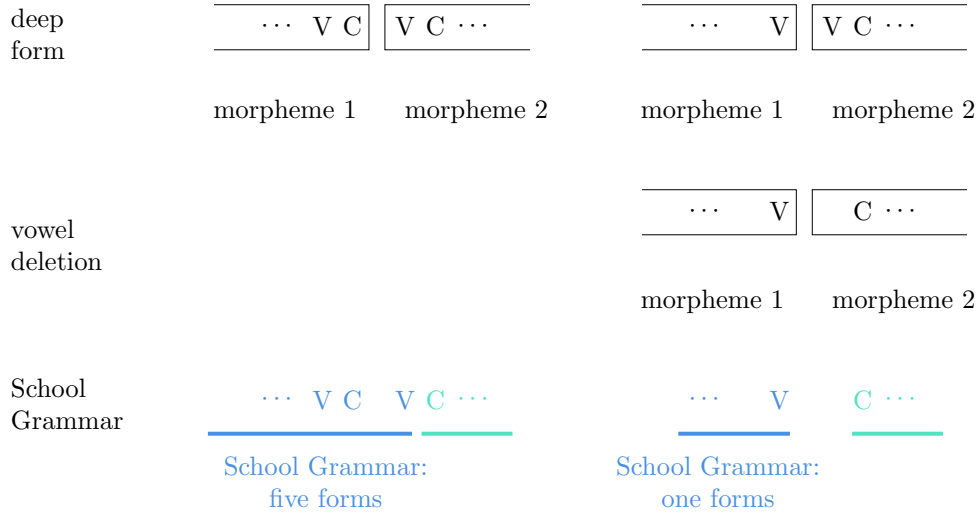 deep
form
··· V C V C ···
··· V V C ···
morpheme 1 morpheme 2
morpheme 1 morpheme 2
vowel
deletion
··· V C ···
morpheme 1 morpheme 2
School
Grammar
··· V C V C ···
··· V C ···
School Grammar:
five forms
School Grammar:
one forms